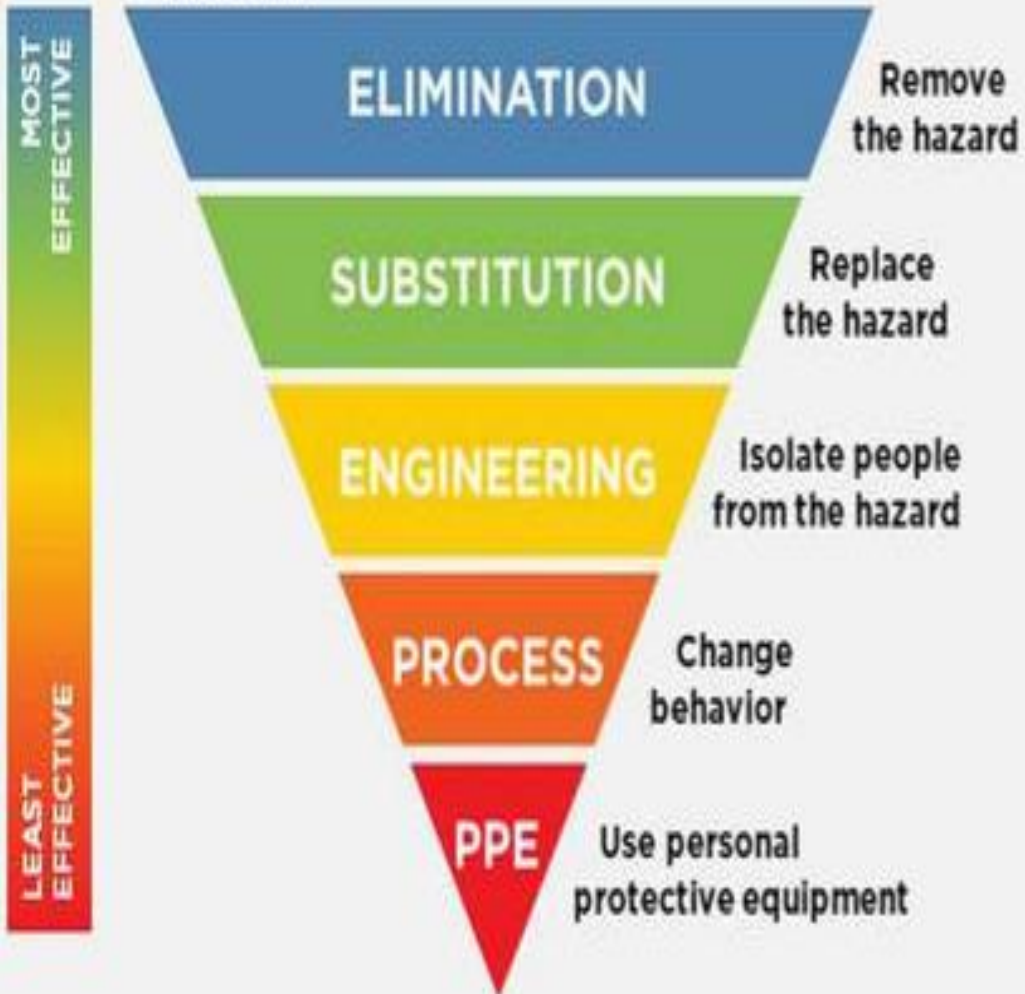 MOST
EFFECTIVE
ELIMINATION
Remove
the hazard
SUBSTITUTION
Replace
the hazard
ENGINEERING
Isolate people
from the hazard
PROCESS
Change
behavior
LEAST
EFFECTIVE
PPE
Use personal
protective equipment